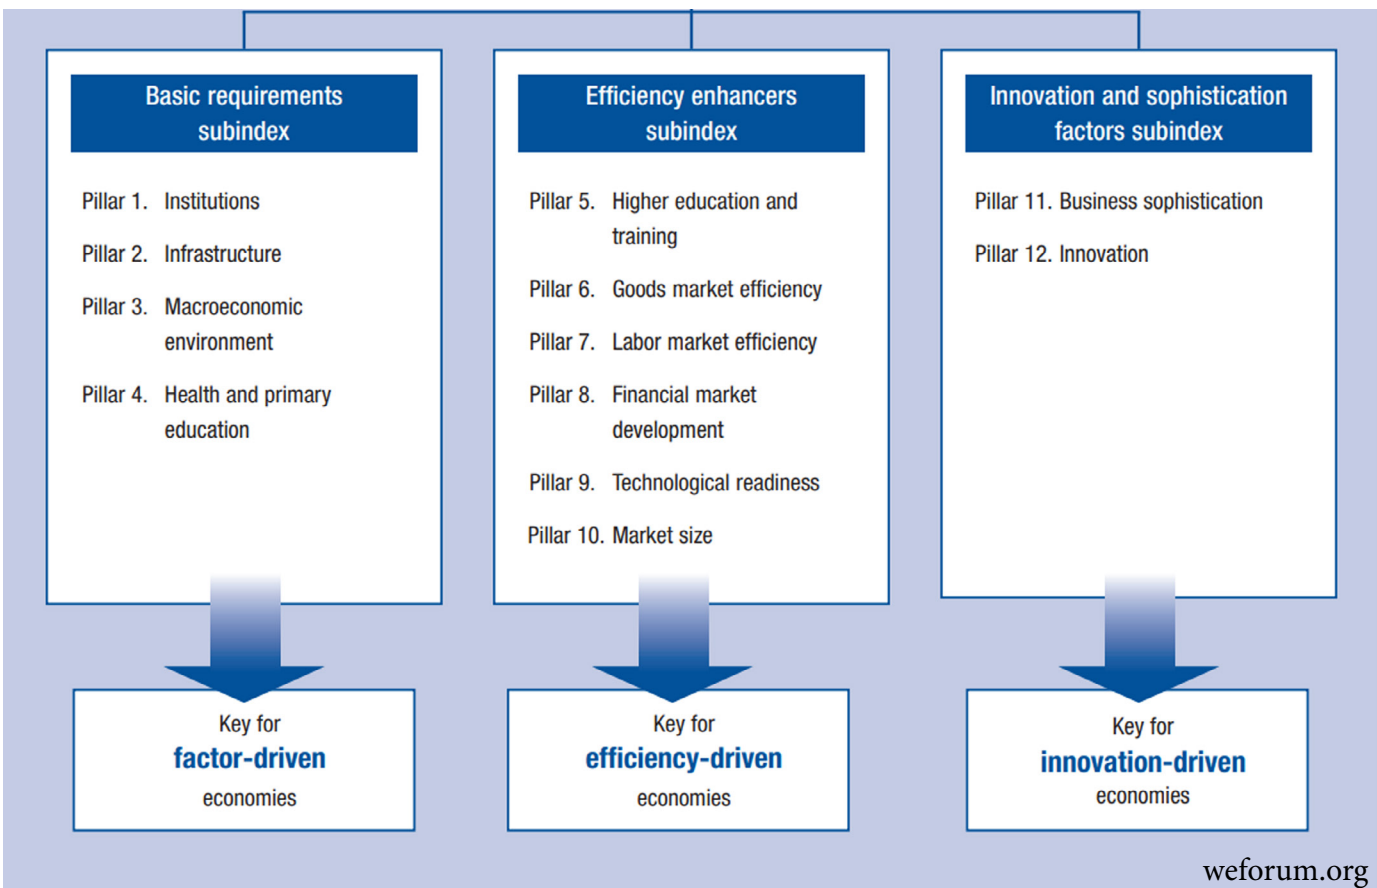 Basic requirements
subindex
Pillar 1. Institutions
Pillar 2. Infrastructure
Pillar 3. Macroeconomic
environment
Pillar 4. Health and primary
education
Key for
factor-driven
economies
Efficiency enhancers
subindex
Pillar 5. Higher education and
training
Pillar 6. Goods market efficiency
Pillar 7. Labor market efficiency
Pillar 8. Financial market
development
Pillar 9. Technological readiness
Pillar 10. Market size
Key for
efficiency-driven
economies
Innovation and sophistication
factors subindex
Pillar 11. Business sophistication
Pillar 12. Innovation
Key for
innovation-driven
economies
weforum.org